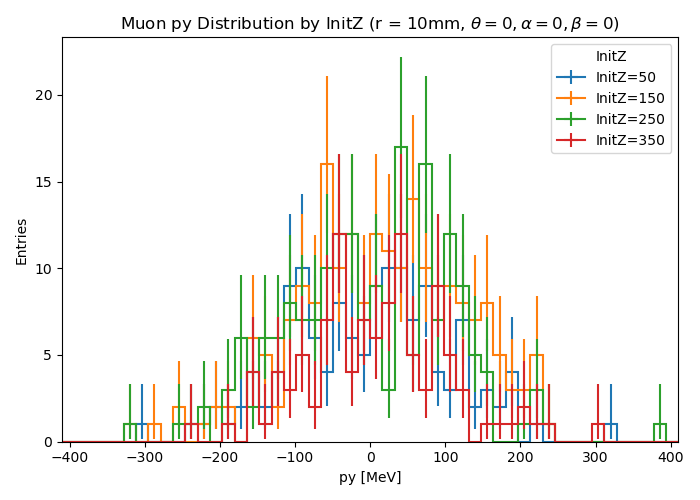 Muon py Distribution by InitZ (r = 10mm, θ = 0, α = 0, β = 0)
InitZ
InitZ=50
InitZ=150
InitZ=250
InitZ=350
Entries
20
15
10
5
0
−400 −300 −200 −100 0 100 200 300 400
py [MeV]